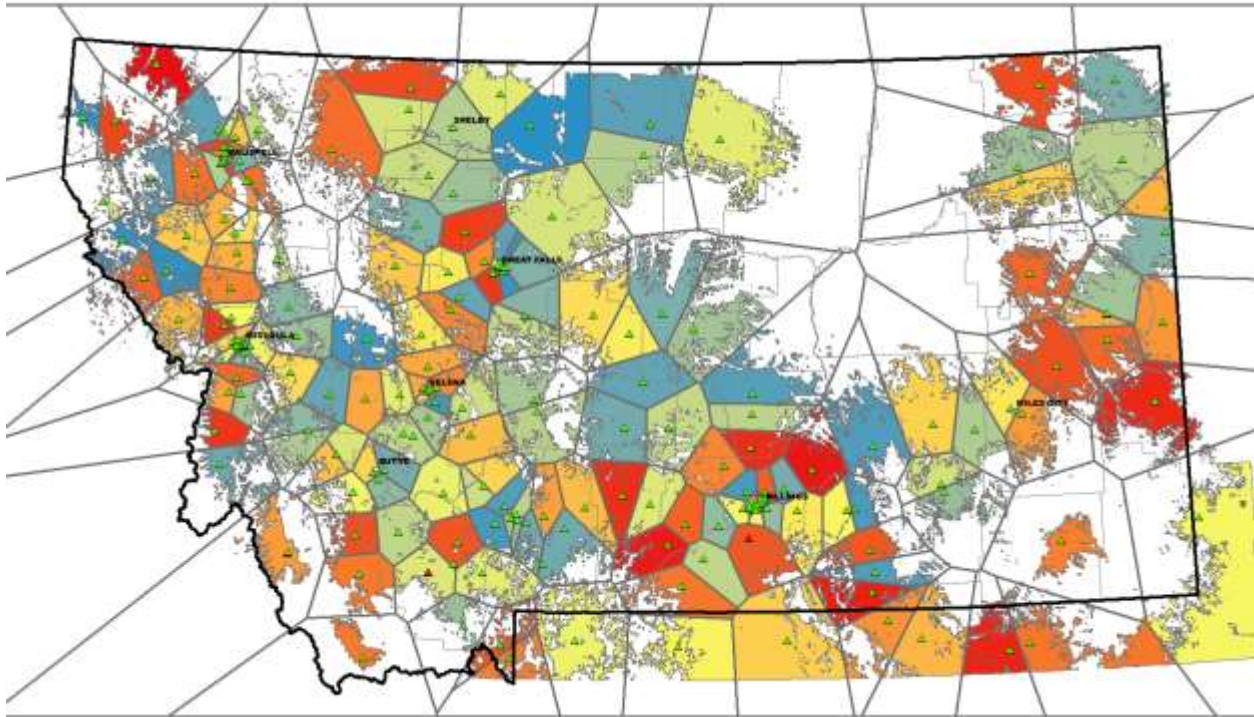 SHELBY
KALISPELL
GREAT FALLS
MISSOULA
HELENA
MILES CITY
BUTTE
BILLINGS